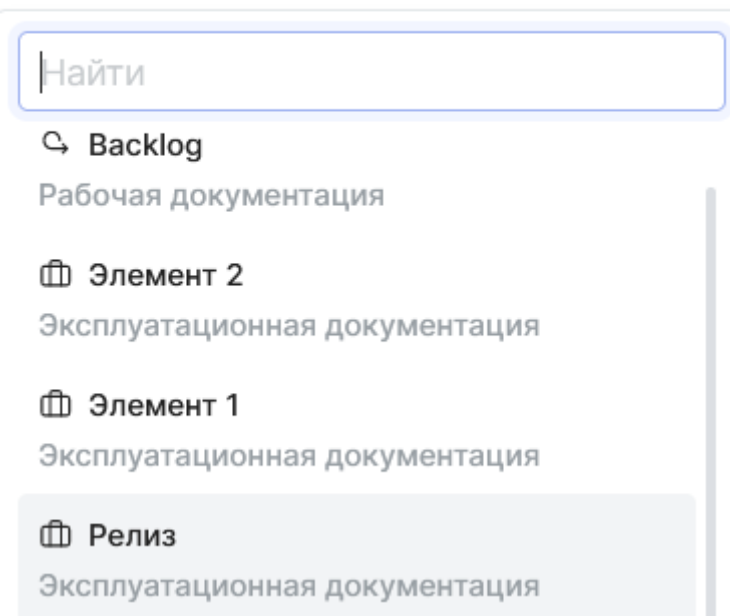 Найти
Backlog
Рабочая документация
Элемент 2
Эксплуатационная документация
Элемент 1
Эксплуатационная документация
Релиз
Эксплуатационная документация